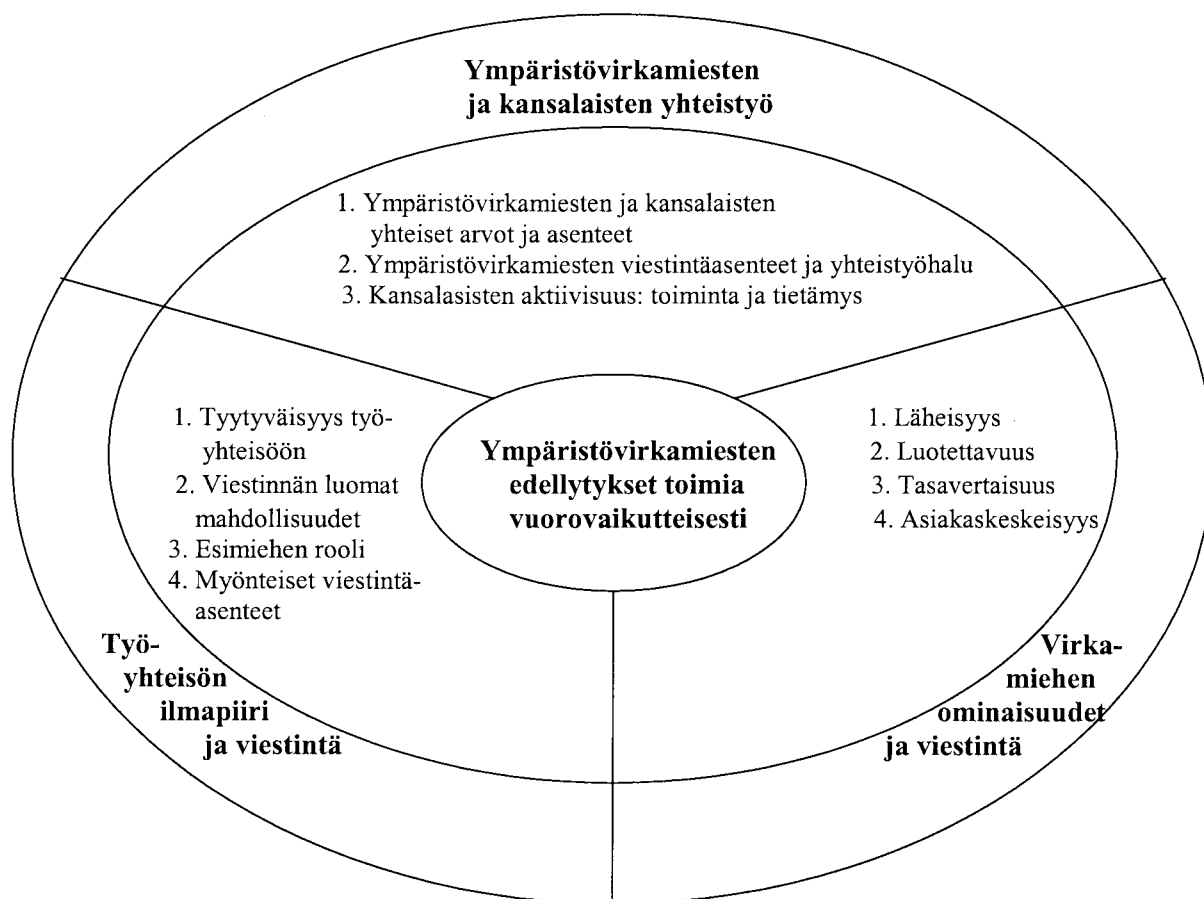 Ympäristövirkamiesten
ja kansalaisten yhteistyö
1. Ympäristövirkamiesten ja kansalaisten
yhteiset arvot ja asenteet
2. Ympäristövirkamiesten viestintäasenteet ja yhteistyöhalu
3. Kansalasisten aktiivisuus: toiminta ja tietämys
1. Tyytyväisyys työ-
yhteisöön
2. Viestinnän luomat
mahdollisuudet
3. Esimiehen rooli
4. Myönteiset viestintä-
asenteet
Ympäristövirkamiesten
edellytykset toimia
vuorovaikutteisesti
1. Läheisyys
2. Luotettavuus
3. Tasavertaisuus
4. Asiakaskeskeisyys
Työ-
yhteisön
ilmapiiri
ja viestintä
Virka-
miehen
ominaisuudet
ja viestintä